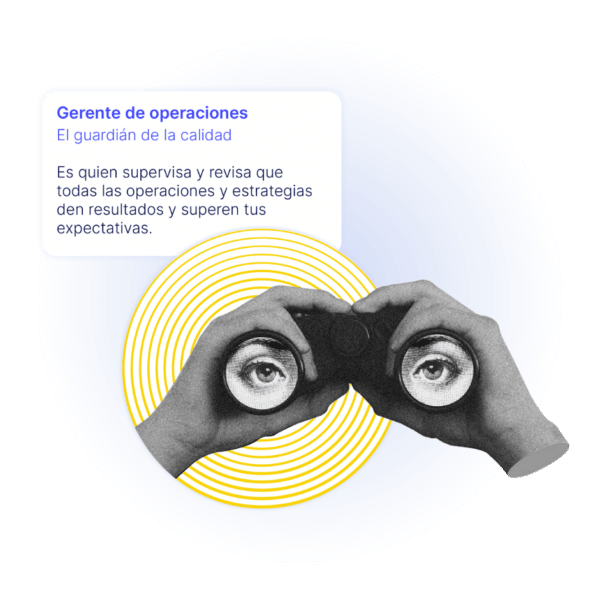 Gerente de operaciones
El guardián de la calidad
Es quien supervisa y revisa que
todas las operaciones y estrategias
den resultados y superen tus
expectativas.